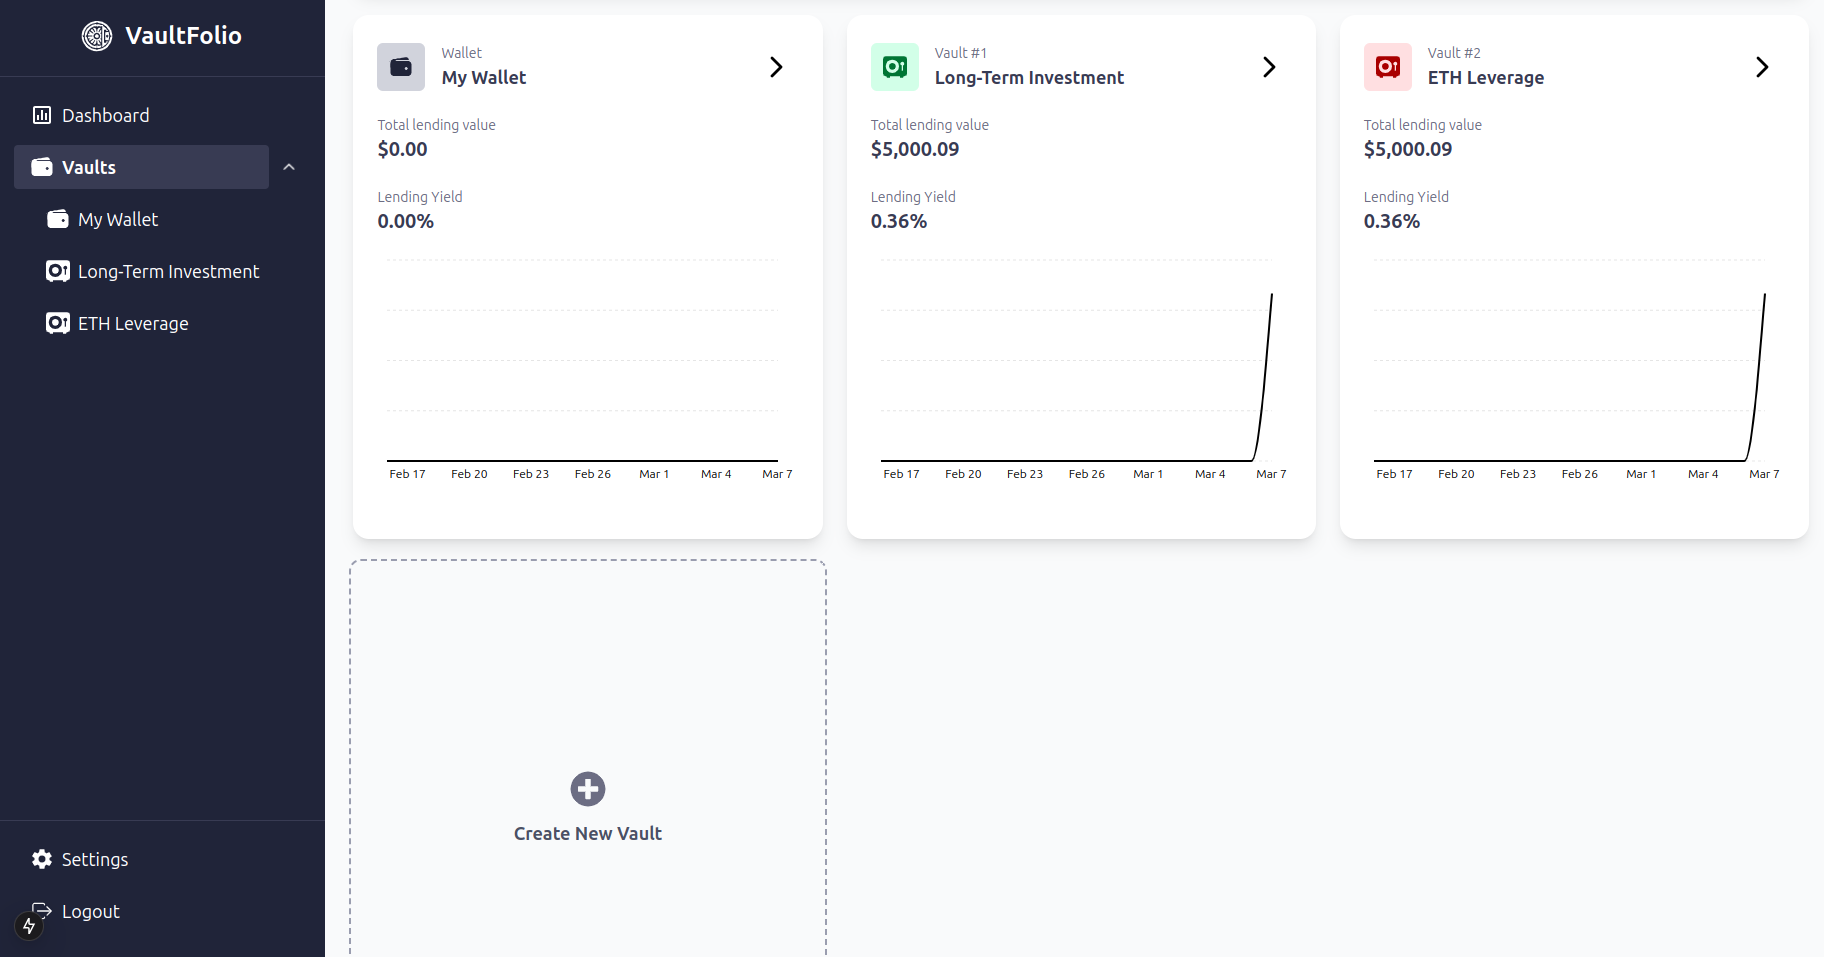 VaultFolio
Dashboard
Vaults
My Wallet
Long-Term Investment
ETH Leverage
Settings
Logout
Wallet
My Wallet
Total lending value
$0.00
Lending Yield
0.00%
Feb 17 Feb 20 Feb 23 Feb 26 Mar 1 Mar 4 Mar 7
Vault #1
Long-Term Investment
Total lending value
$5,000.09
Lending Yield
0.36%
Feb 17 Feb 20 Feb 23 Feb 26 Mar 1 Mar 4 Mar 7
Vault #2
ETH Leverage
Total lending value
$5,000.09
Lending Yield
0.36%
Feb 17 Feb 20 Feb 23 Feb 26 Mar 1 Mar 4 Mar 7
Create New Vault